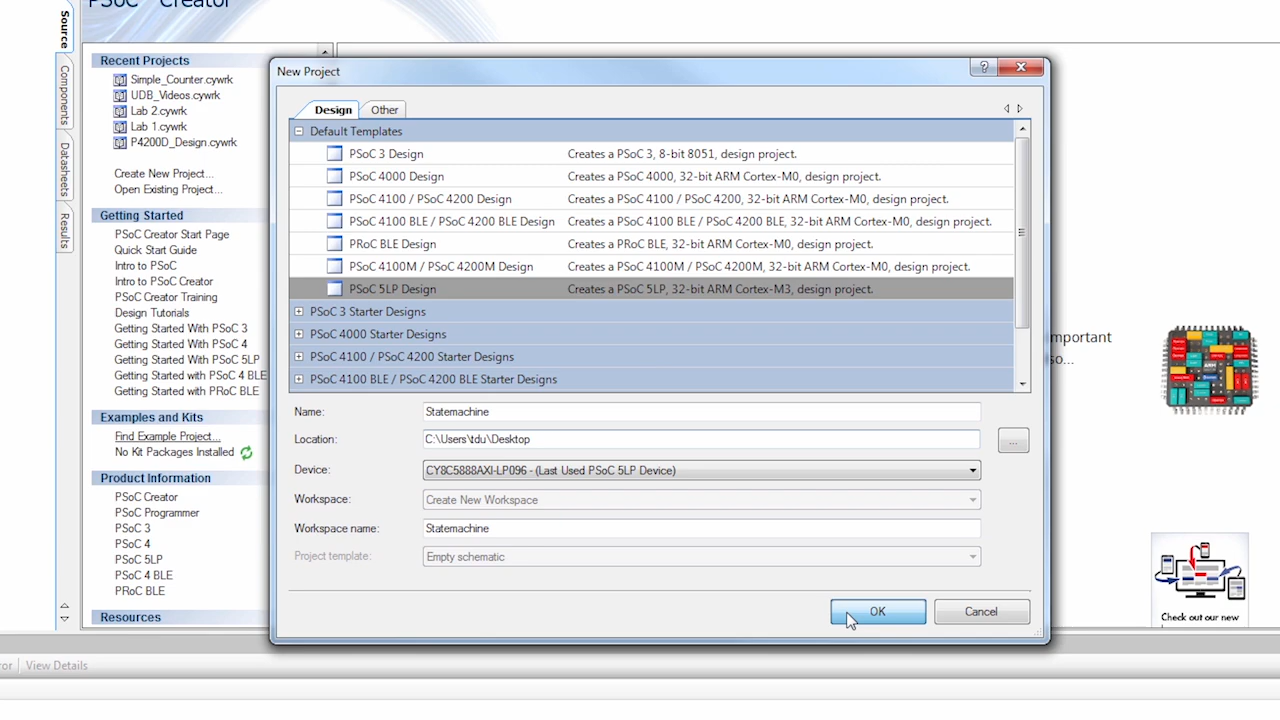 PSoC Creator
Source
Components
Datasheets
Results
Recent Projects
Simple_Counter.cywrk
UDB_Videos.cywrk
Lab 2.cywrk
Lab 1.cywrk
P4200D_Design.cywrk
Create New Project...
Open Existing Project...
Getting Started
PSoC Creator Start Page
Quick Start Guide
Intro to PSoC
Intro to PSoC Creator
PSoC Creator Training
Design Tutorials
Getting Started With PSoC 3
Getting Started With PSoC 4
Getting Started With PSoC 5LP
Getting Started with PSoC 4 BLE
Getting Started with PRoC BLE
Examples and Kits
Find Example Project...
No Kit Packages Installed
Product Information
PSoC Creator
PSoC Programmer
PSoC 3
PSoC 4
PSoC 5LP
PSoC 4 BLE
PRoC BLE
Resources
New Project
?
Design Other
Default Templates
PSoC 3 Design Creates a PSoC 3, 8-bit 8051, design project.
PSoC 4000 Design Creates a PSoC 4000, 32-bit ARM Cortex-M0, design project.
PSoC 4100 / PSoC 4200 Design Creates a PSoC 4100 / PSoC 4200, 32-bit ARM Cortex-M0, design project.
PSoC 4100 BLE / PSoC 4200 BLE Design Creates a PSoC 4100 BLE / PSoC 4200 BLE, 32-bit ARM Cortex-M0, design project.
PRoC BLE Design Creates a PRoC BLE, 32-bit ARM Cortex-M0, design project.
PSoC 4100M / PSoC 4200M Design Creates a PSoC 4100M / PSoC 4200M, 32-bit ARM Cortex-M0, design project.
PSoC 5LP Design Creates a PSoC 5LP, 32-bit ARM Cortex-M3, design project.
PSoC 3 Starter Designs
PSoC 4000 Starter Designs
PSoC 4100 / PSoC 4200 Starter Designs
PSoC 4100 BLE / PSoC 4200 BLE Starter Designs
Name: Statemachine
Location: C:\Users\tdu\Desktop ...
Device: CY8C5888AXI-LP096 - (Last Used PSoC 5LP Device)
Workspace: Create New Workspace
Workspace name: Statemachine
Project template: Empty schematic
OK Cancel
mportant
so...
ARM
Check out our new
ror View Details